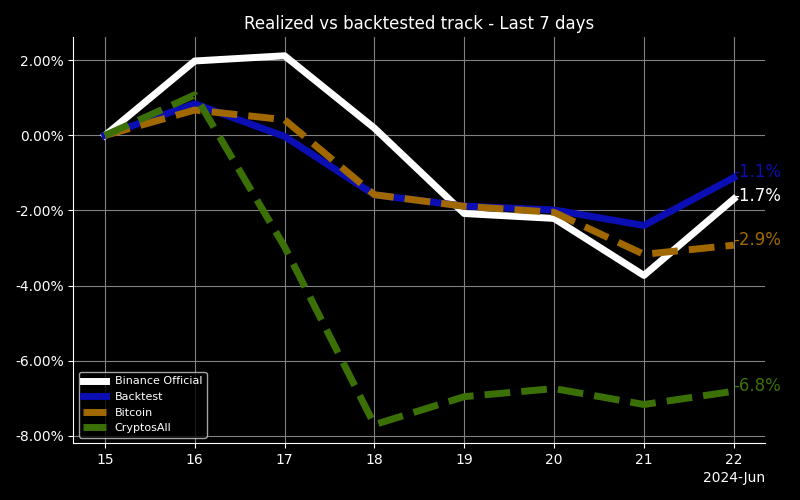 Realized vs backtested track - Last 7 days
2.00%
0.00%
-2.00%
-4.00%
-6.00%
-8.00%
-1.1%
-1.7%
-2.9%
-6.8%
Binance Official
Backtest
Bitcoin
CryptosAll
15 16 17 18 19 20 21 22
2024-Jun